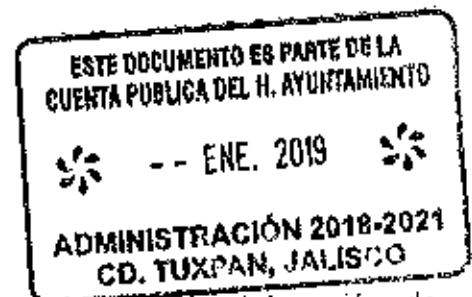 ESTE DOCUMENTO ES PARTE DE LA
CUENTA PUBLICA DEL H. AYUNTAMIENTO
- - ENE. 2019
ADMINISTRACIÓN 2018-2021
CD. TUXPAN, JALISCO